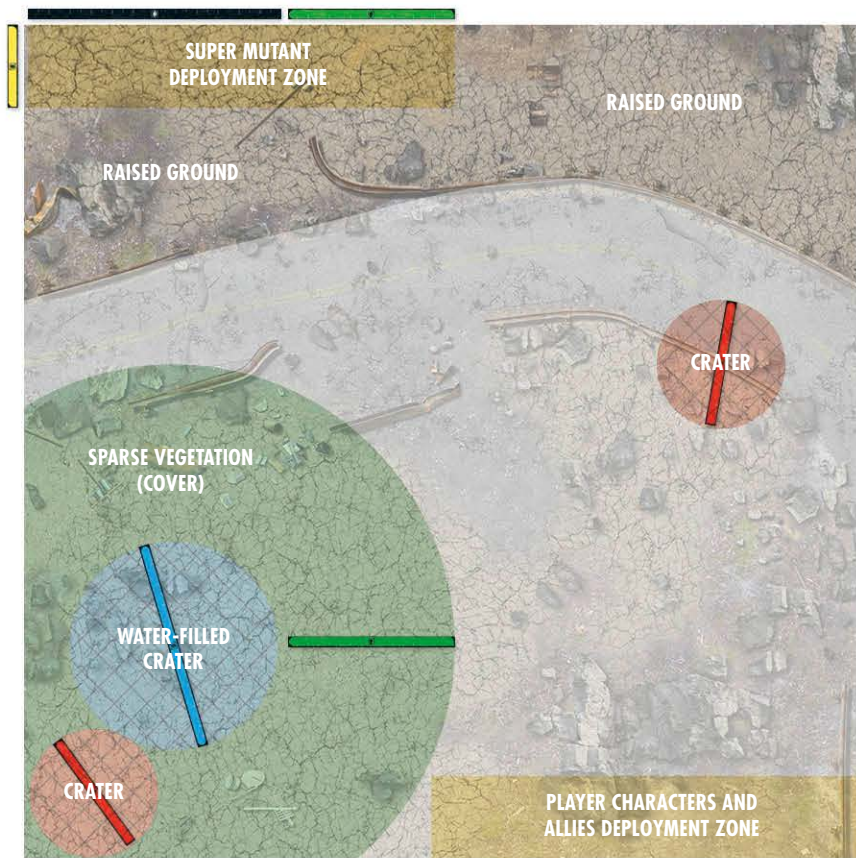 SUPER MUTANT
DEPLOYMENT ZONE
RAISED GROUND
RAISED GROUND
CRATER
SPARSE VEGETATION
(COVER)
WATER-FILLED
CRATER
CRATER
PLAYER CHARACTERS AND
ALLIES DEPLOYMENT ZONE